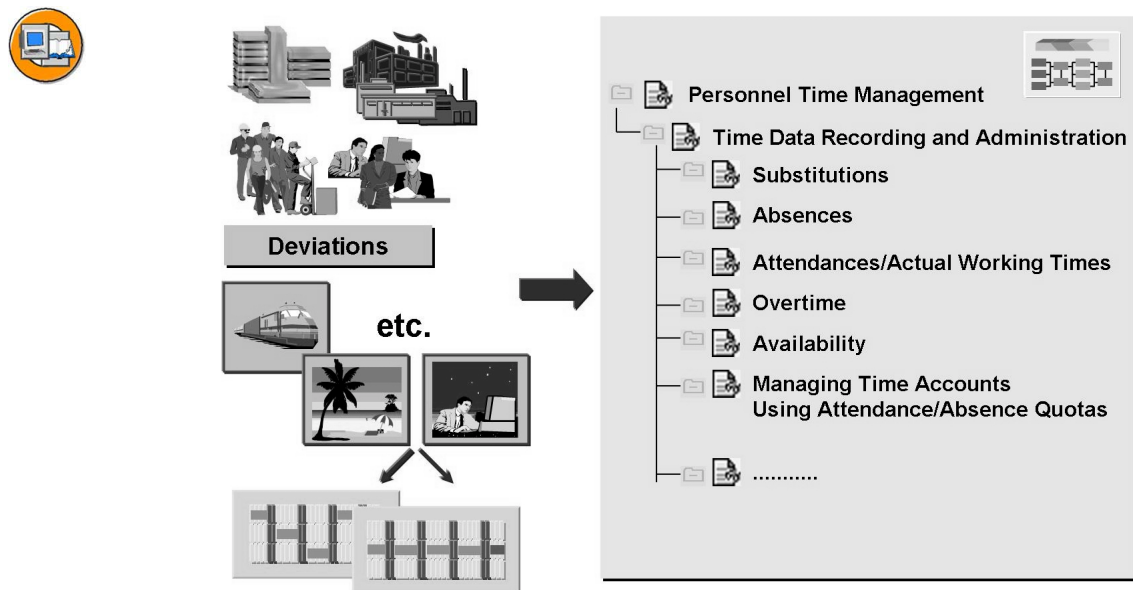 Deviations
etc.
Personnel Time Management
Time Data Recording and Administration
Substitutions
Absences
Attendances/Actual Working Times
Overtime
Availability
Managing Time Accounts
Using Attendance/Absence Quotas
...........